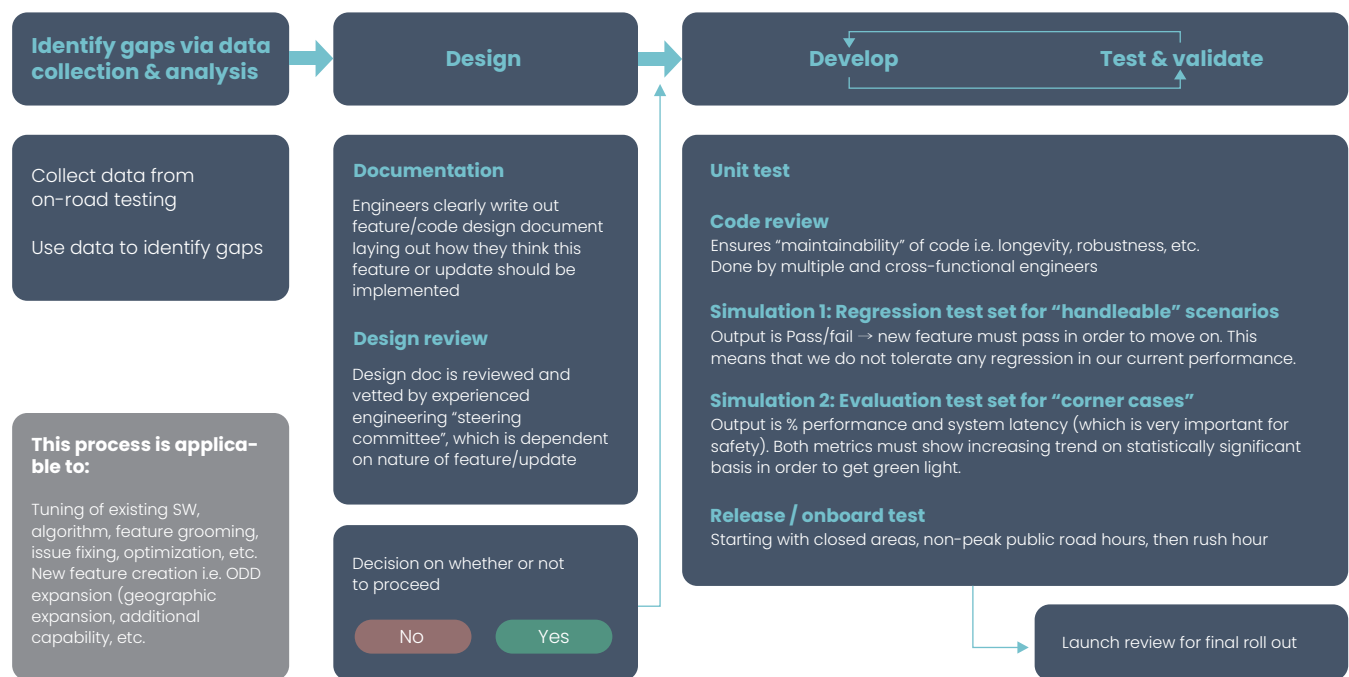 Identify gaps via data
collection & analysis
Design
Develop
Test & validate
Collect data from
on-road testing
Use data to identify gaps
This process is applica-
ble to:
Tuning of existing SW,
algorithm, feature grooming,
issue fixing, optimization, etc.
New feature creation i.e. ODD
expansion (geographic
expansion, additional
capability, etc.
Documentation
Engineers clearly write out
feature/code design document
laying out how they think this
feature or update should be
implemented
Design review
Design doc is reviewed and
vetted by experienced
engineering “steering
committee”, which is dependent
on nature of feature/update
Decision on whether or not
to proceed
No
Yes
Unit test
Code review
Ensures “maintainability” of code i.e. longevity, robustness, etc.
Done by multiple and cross-functional engineers
Simulation 1: Regression test set for “handleable” scenarios
Output is Pass/fail → new feature must pass in order to move on. This
means that we do not tolerate any regression in our current performance.
Simulation 2: Evaluation test set for “corner cases”
Output is % performance and system latency (which is very important for
safety). Both metrics must show increasing trend on statistically significant
basis in order to get green light.
Release / onboard test
Starting with closed areas, non-peak public road hours, then rush hour
Launch review for final roll out